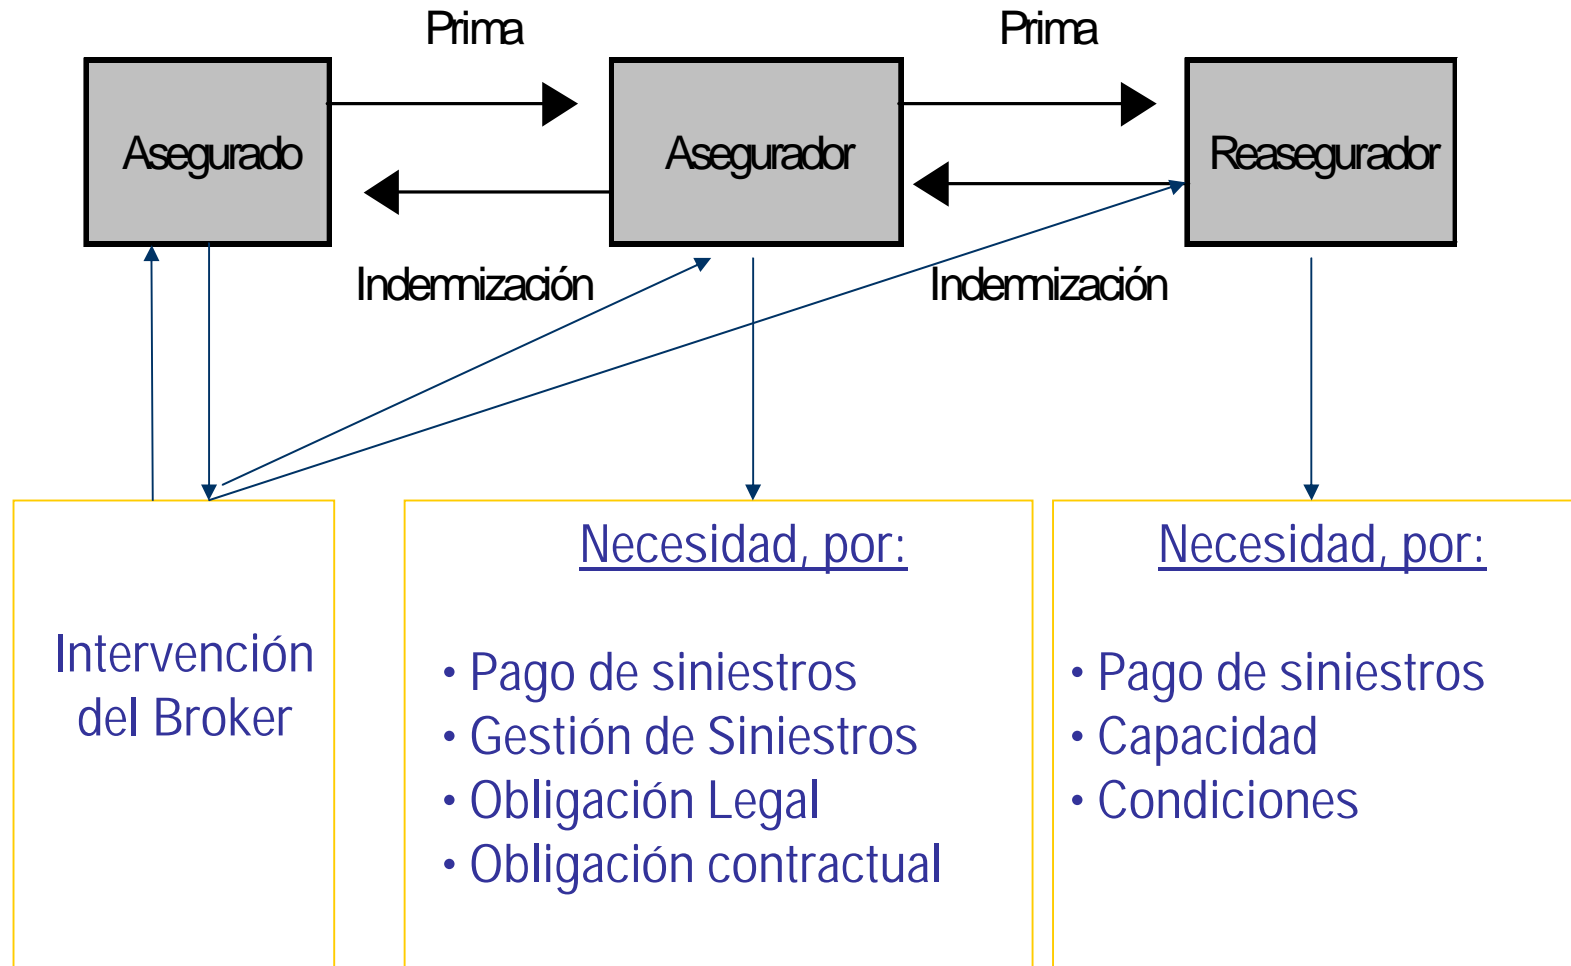 Prima
Prima
Asegurado
Asegurador
Reasegurador
Indemnización
Indemnización
Intervención
del Broker
Necesidad, por:
• Pago de siniestros
• Gestión de Siniestros
• Obligación Legal
• Obligación contractual
Necesidad, por:
• Pago de siniestros
• Capacidad
• Condiciones